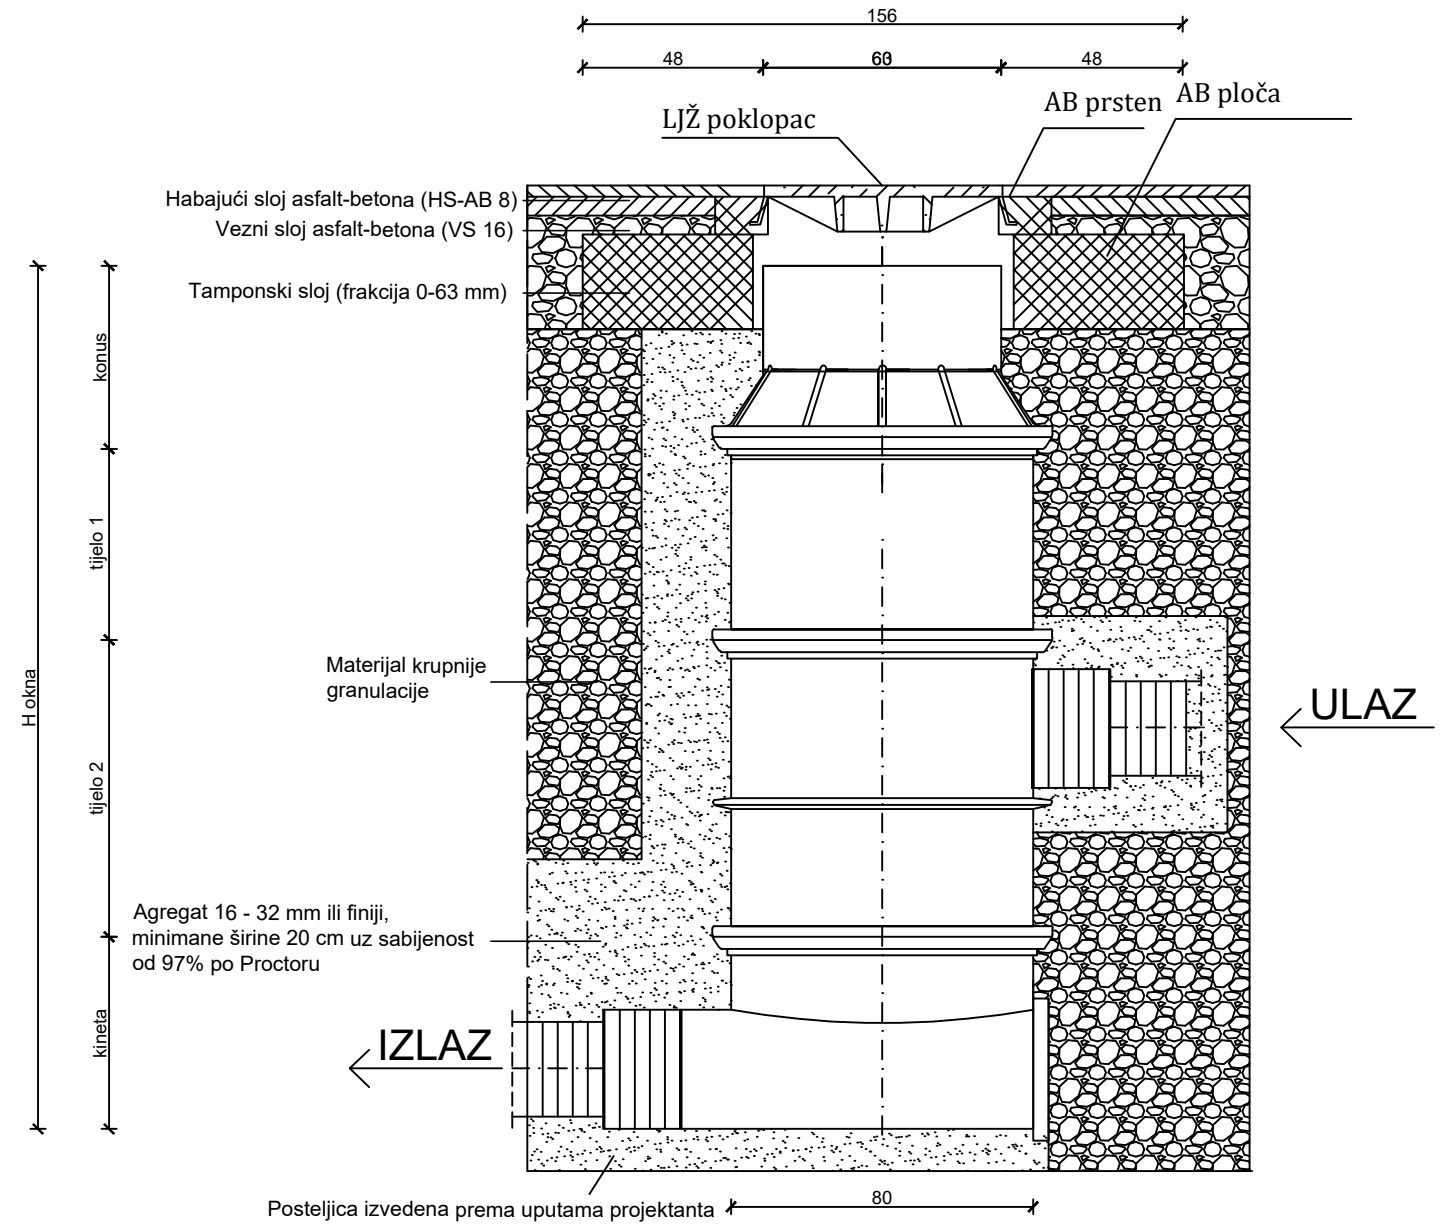 156
48
60
48
LJŽ poklopac
AB prsten
AB ploča
Habajući sloj asfalt-betona (HS-AB 8)
Vezni sloj asfalt-betona (VS 16)
Tamponski sloj (frakcija 0-63 mm)
konus
tijelo 1
H okna
Materijal krupnije
granulacije
ULAZ
tijelo 2
Agregat 16 - 32 mm ili finiji,
minimane širine 20 cm uz sabijenost
od 97% po Proctoru
kineta
IZLAZ
Posteljica izvedena prema uputama projektanta
80